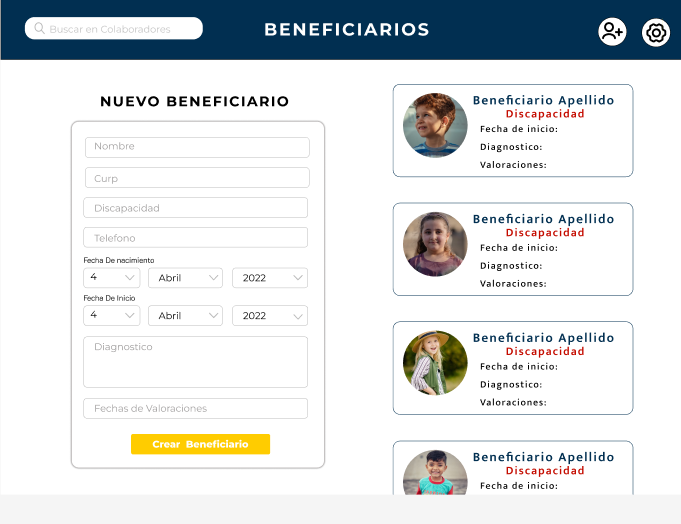 Buscar en Colaboradores
BENEFICIARIOS
NUEVO BENEFICIARIO
Nombre
Curp
Discapacidad
Telefono
Fecha De nacimiento
4 Abril 2022
Fecha De Inicio
4 Abril 2022
Diagnostico
Fechas de Valoraciones
Crear Beneficiario
Beneficiario Apellido
Discapacidad
Fecha de inicio:
Diagnostico:
Valoraciones:
Beneficiario Apellido
Discapacidad
Fecha de inicio:
Diagnostico:
Valoraciones:
Beneficiario Apellido
Discapacidad
Fecha de inicio:
Diagnostico:
Valoraciones:
Beneficiario Apellido
Discapacidad
Fecha de inicio: